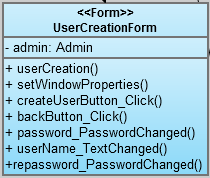 <<Form>>
UserCreationForm
- admin: Admin
+ userCreation()
+ setWindowProperties()
+ createUserButton_Click()
+ backButton_Click()
+ password_PasswordChanged()
+ userName_TextChanged()
+repassword_PasswordChanged()